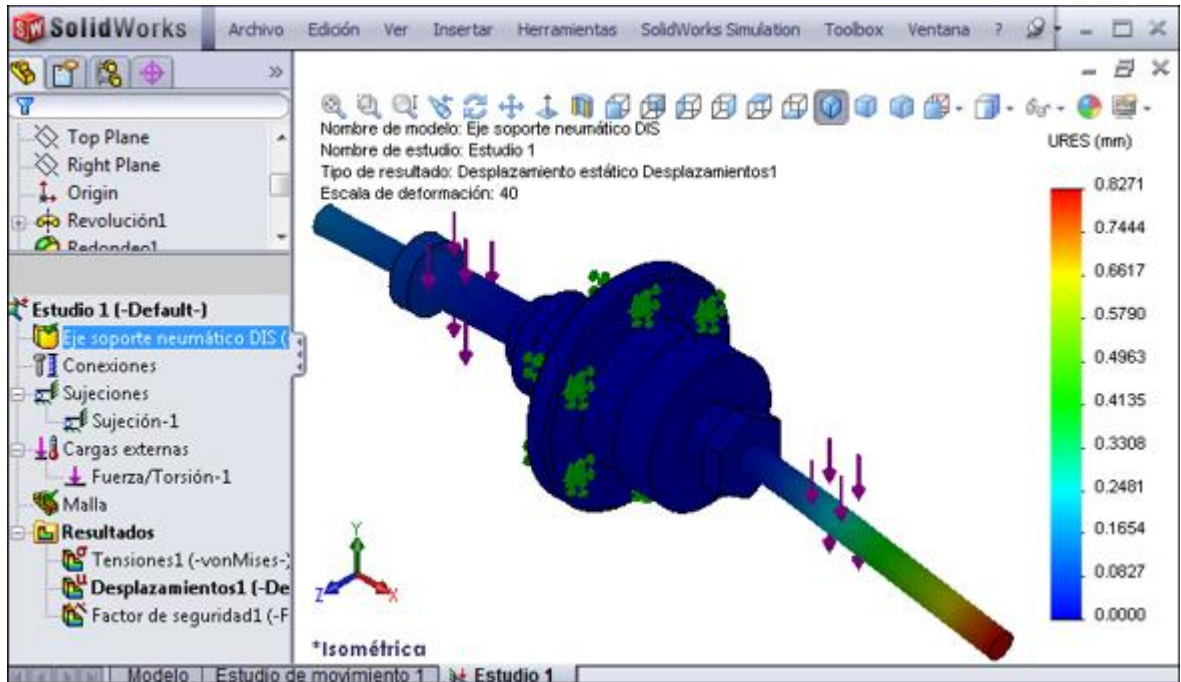 SolidWorks Archivo Edición Ver Insertar Herramientas SolidWorks Simulation Toolbox Ventana ?
Top Plane
Right Plane
Origin
Revolución1
Redondeo1
Estudio 1 (-Default-)
Eje soporte neumático DIS (
Conexiones
Sujeciones
Sujeción-1
Cargas externas
Fuerza/Torsión-1
Malla
Resultados
Tensiones1 (-vonMises-)
Desplazamientos1 (-De
Factor de seguridad1 (-F
Nombre de modelo: Eje soporte neumático DIS
Nombre de estudio: Estudio 1
Tipo de resultado: Desplazamiento estático Desplazamientos1
Escala de deformación: 40
URES (mm)
0.8271
0.7444
0.6617
0.5790
0.4963
0.4135
0.3308
0.2481
0.1654
0.0827
0.0000
Y
Z
X
*Isométrica
Modelo Estudio de movimiento 1 Estudio 1